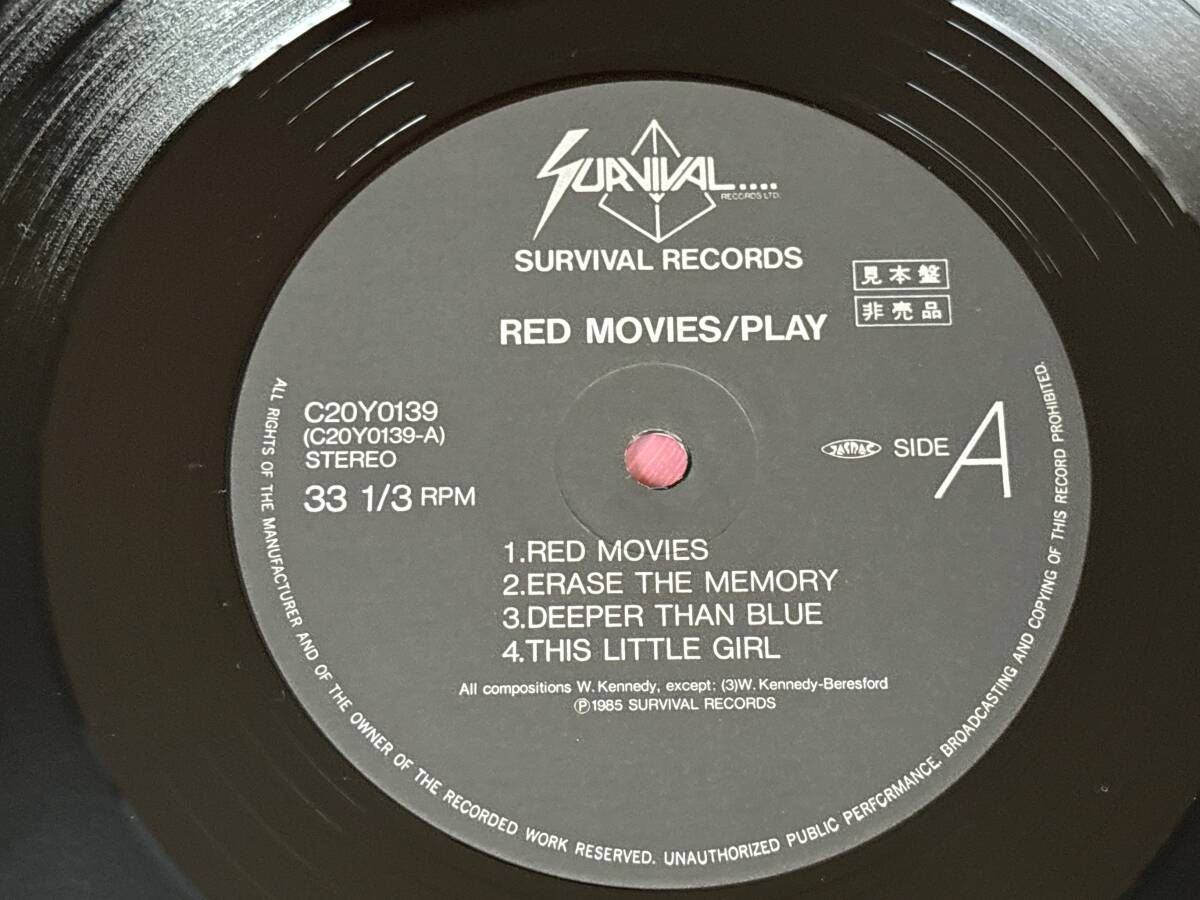 SURVIVAL....
RECORDS LTD.
SURVIVAL RECORDS
見本盤
非売品
RED MOVIES/PLAY
C20Y0139
(C20Y0139-A)
STEREO
33 1/3 RPM
JASRAC
SIDE A
1.RED MOVIES
2.ERASE THE MEMORY
3.DEEPER THAN BLUE
4.THIS LITTLE GIRL
All compositions W. Kennedy, except: (3)W. Kennedy-Beresford
Ⓟ1985 SURVIVAL RECORDS
ALL RIGHTS OF THE MANUFACTURER AND OF THE OWNER OF THE RECORDED WORK RESERVED. UNAUTHORIZED PUBLIC PERFORMANCE. BROADCASTING AND COPYING OF THIS RECORD PROHIBITED.